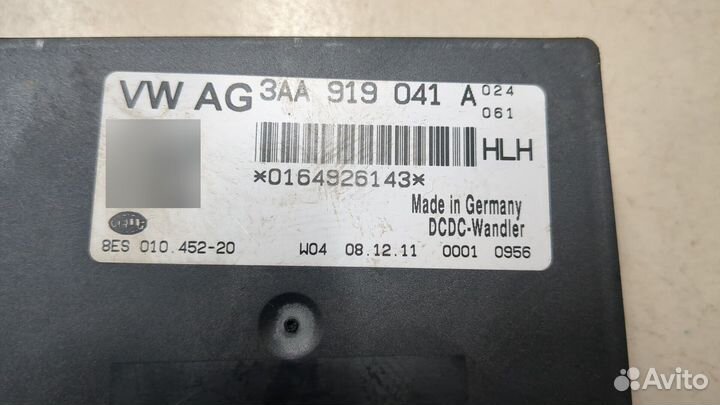 VW AG 3AA 919 041 A 024
061
HLH
*0164926143*
Made in Germany
DCDC-Wandler
8ES 010.452-20 W04 08.12.11 0001 0956
Avito